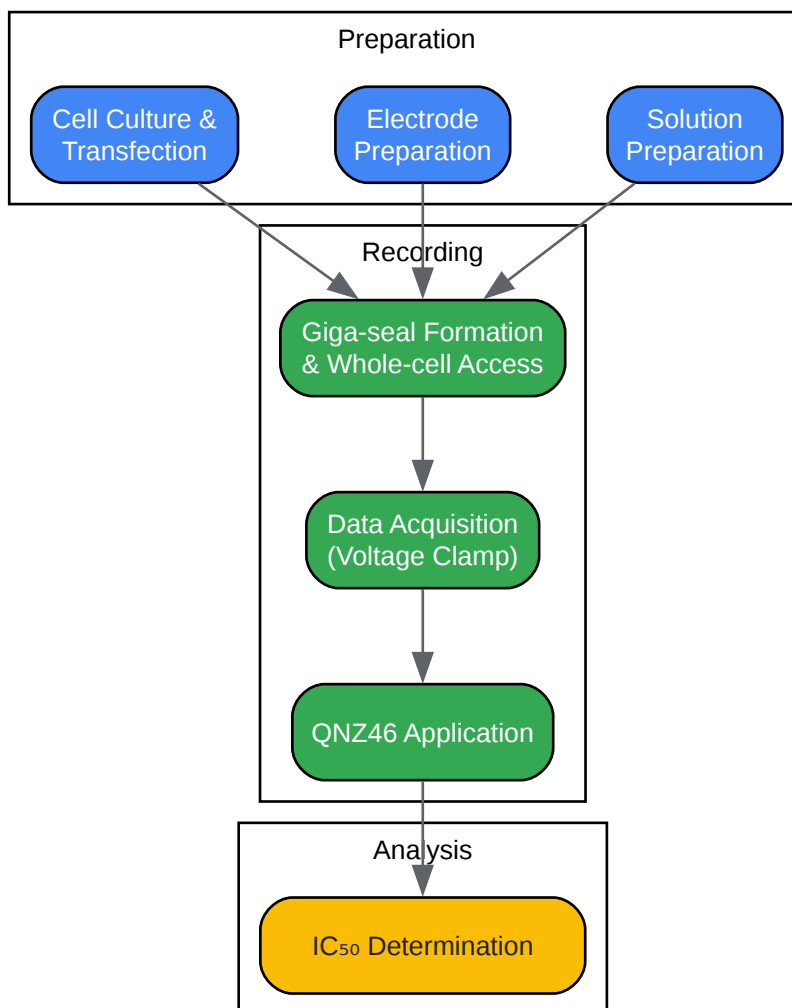 Preparation
Cell Culture &
Transfection
Electrode
Preparation
Solution
Preparation
Recording
Giga-seal Formation
& Whole-cell Access
Data Acquisition
(Voltage Clamp)
QNZ46 Application
Analysis
IC₅₀ Determination